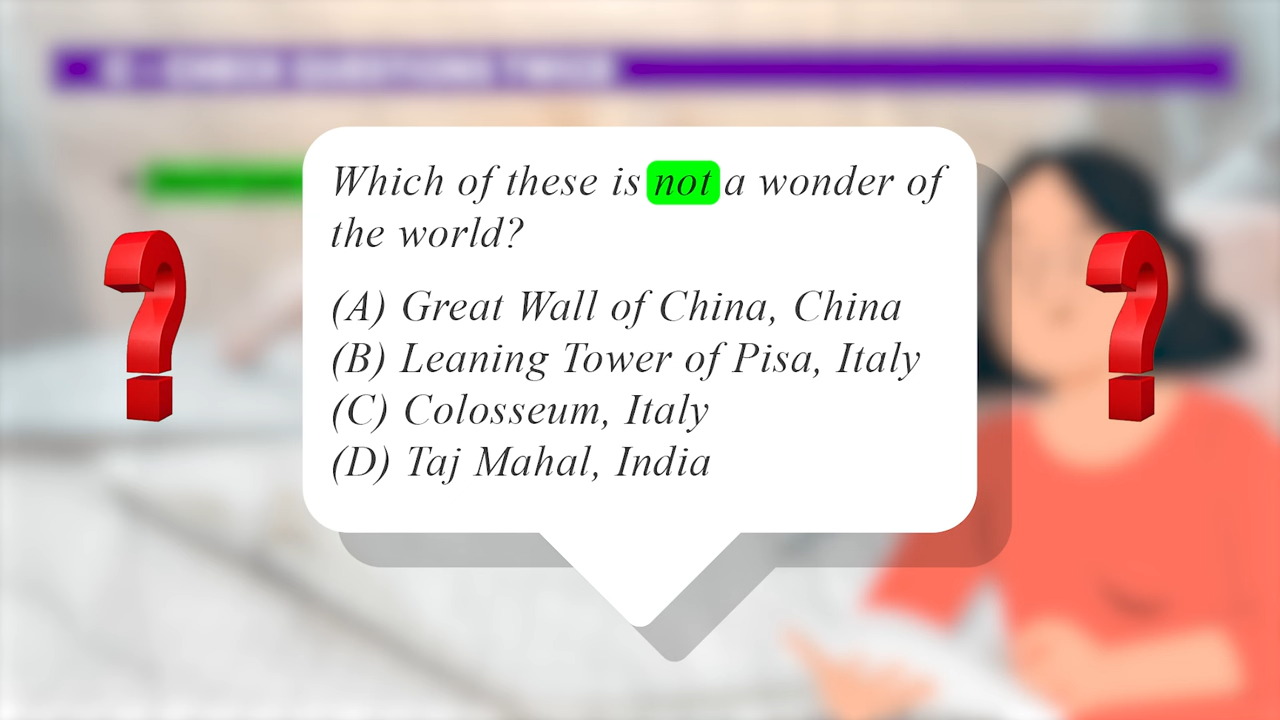 Which of these is not a wonder of
the world?
(A) Great Wall of China, China
(B) Leaning Tower of Pisa, Italy
(C) Colosseum, Italy
(D) Taj Mahal, India